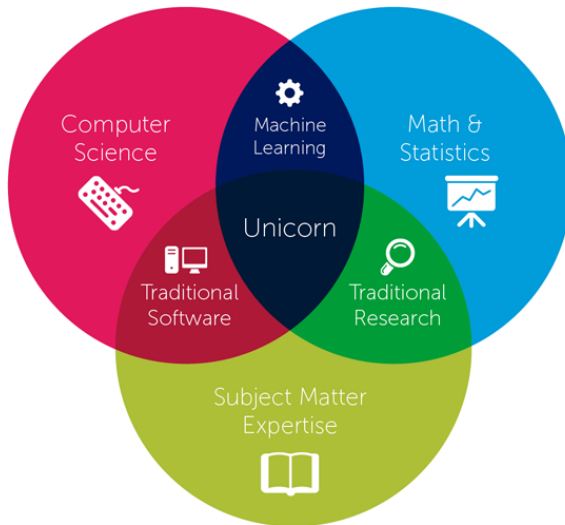 Computer
Science
Machine
Learning
Math &
Statistics
Unicorn
Traditional
Software
Traditional
Research
Subject Matter
Expertise